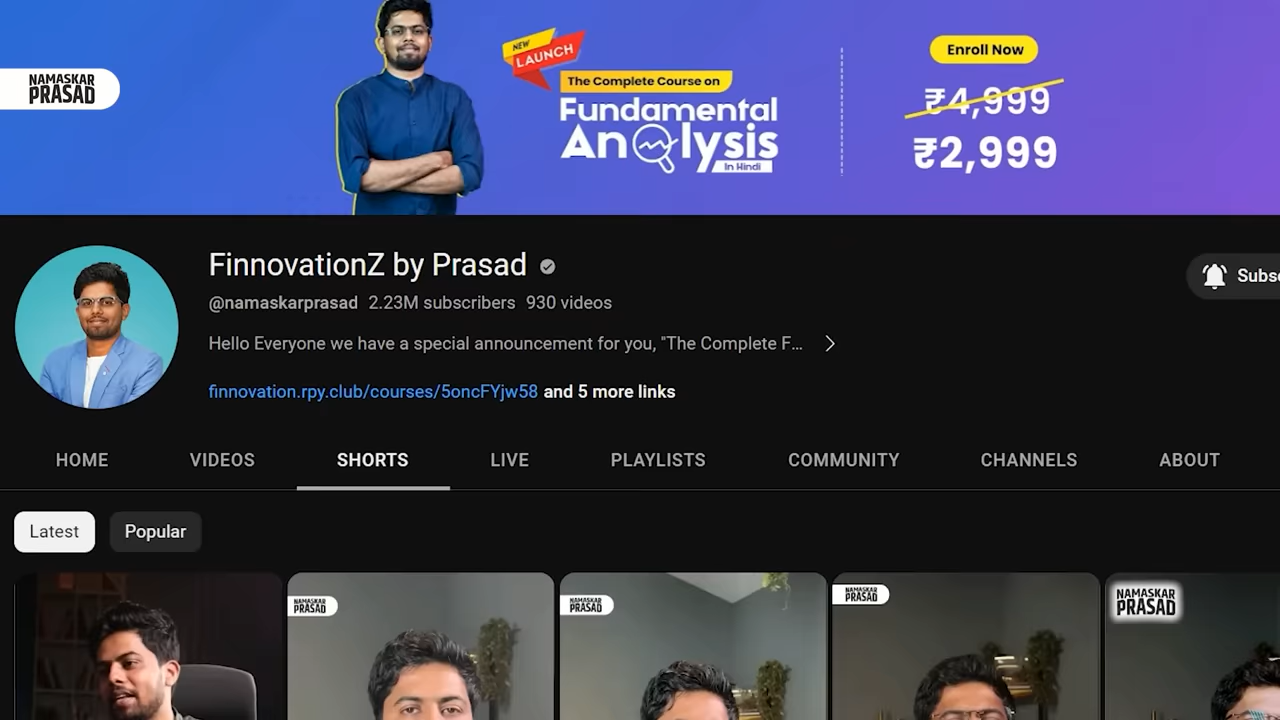 NAMASKAR
PRASAD
NEW
LAUNCH
The Complete Course on
Fundamental
Analysis
In Hindi
Enroll Now
₹4,999
₹2,999
FinnovationZ by Prasad
@namaskarprasad 2.23M subscribers 930 videos
Hello Everyone we have a special announcement for you, "The Complete F...
finnovation.rpy.club/courses/5oncFYjw58 and 5 more links
Subs
HOME VIDEOS SHORTS LIVE PLAYLISTS COMMUNITY CHANNELS ABOUT
Latest Popular
NAMASKAR
PRASAD
NAMASKAR
PRASAD
NAMASKAR
PRASAD
NAMASKAR
PRASAD